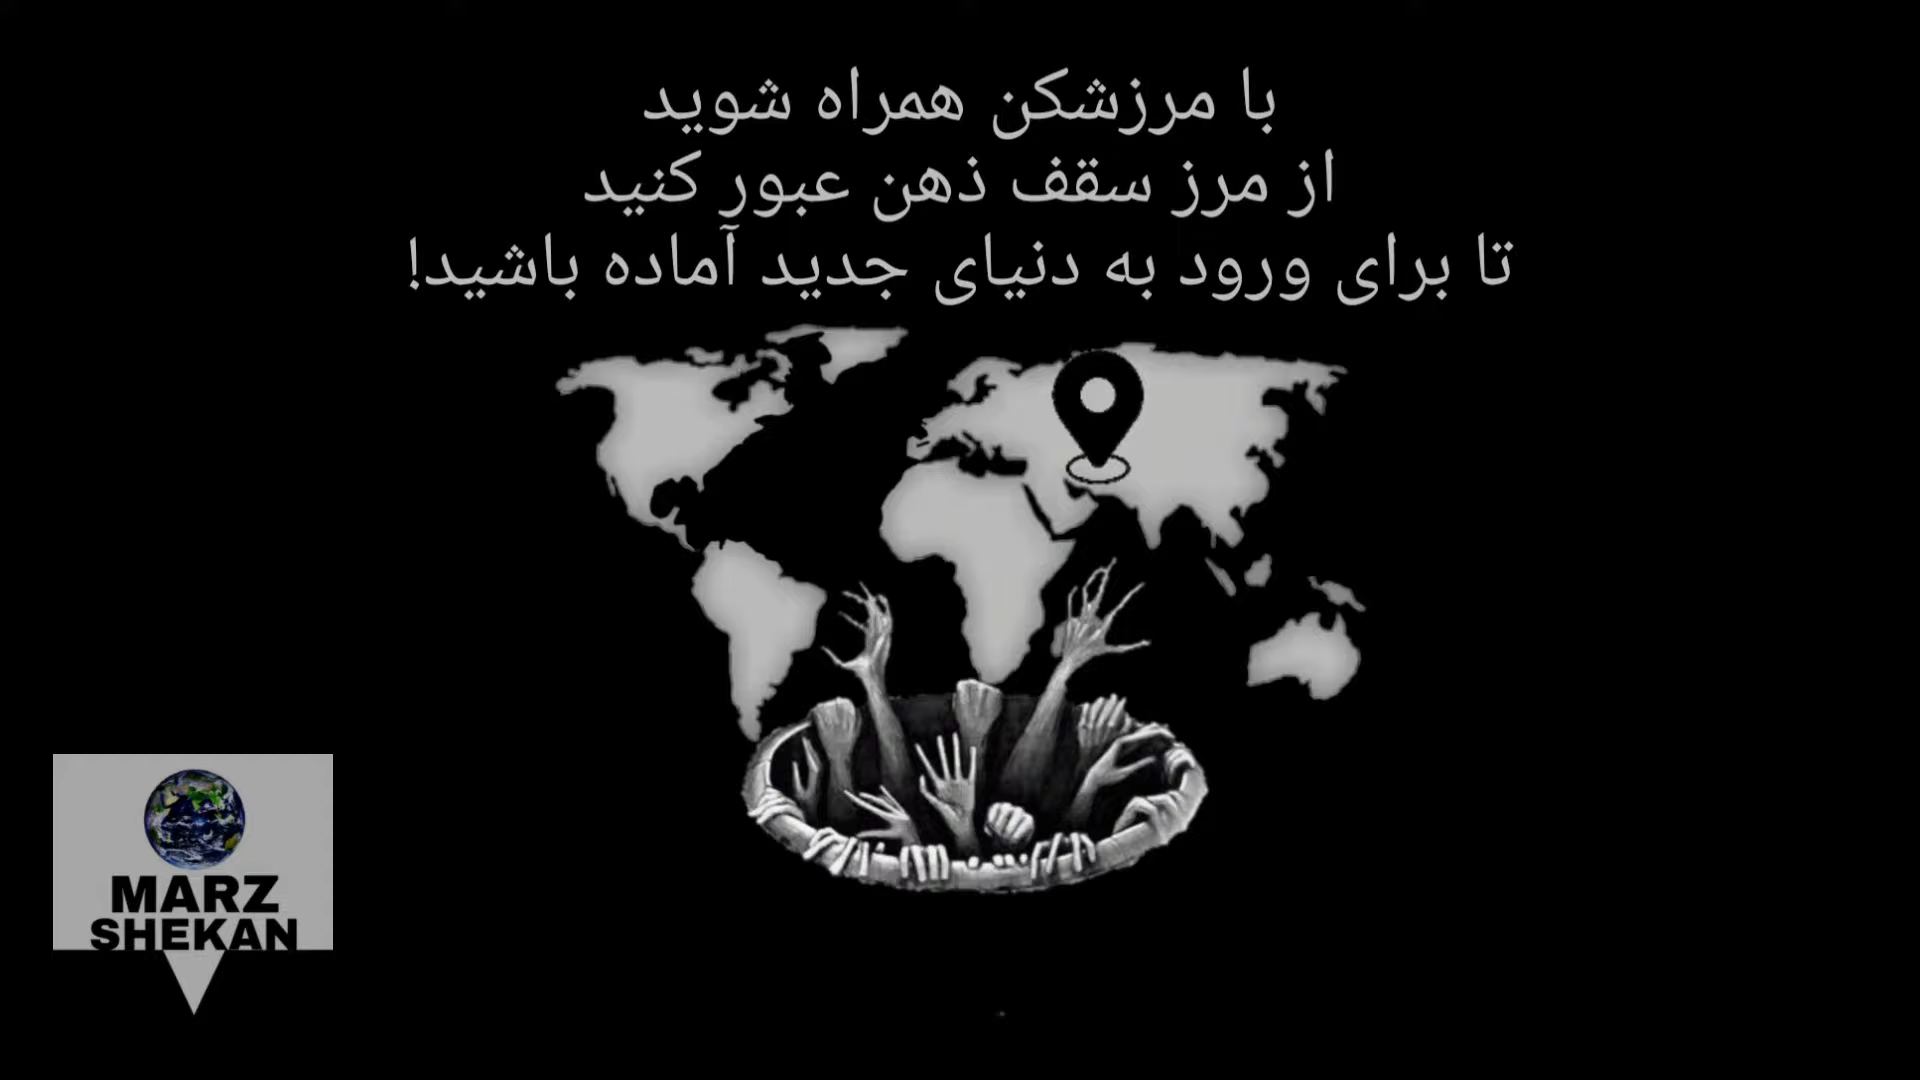 با مرزشکن همراه شوید
از مرز سقف ذهن عبور کنید
تا برای ورود به دنیای جدید آماده باشید!
MARZ
SHEKAN